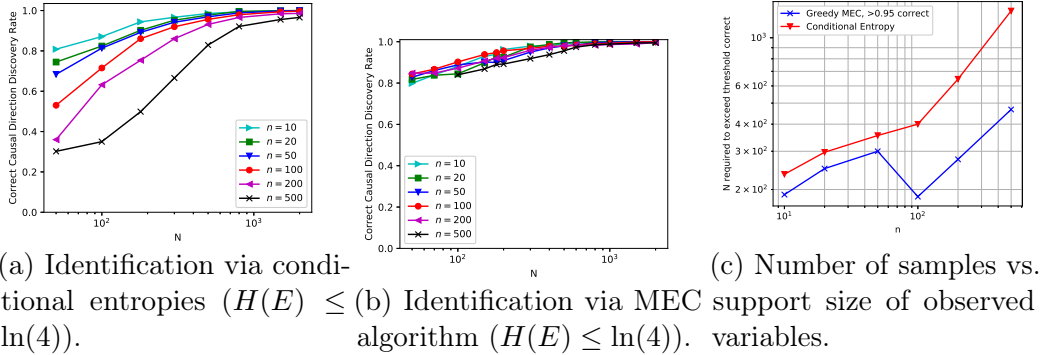 Correct Causal Direction Discovery Rate
1.0
0.8
0.6
0.4
0.2
0.0
n = 10
n = 20
n = 50
n = 100
n = 200
n = 500
10²
10³
N
Correct Causal Direction Discovery Rate
1.0
0.8
0.6
0.4
0.2
0.0
n = 10
n = 20
n = 50
n = 100
n = 200
n = 500
10²
10³
N
N required to exceed threshold correct
Greedy MEC, >0.95 correct
Conditional Entropy
10³
4 × 10²
3 × 10²
2 × 10²
10¹
10²
n
(a) Identification via condi-
tional entropies (H(E) ≤
ln(4)).
(b) Identification via MEC
algorithm (H(E) ≤ ln(4)).
(c) Number of samples vs.
support size of observed
variables.